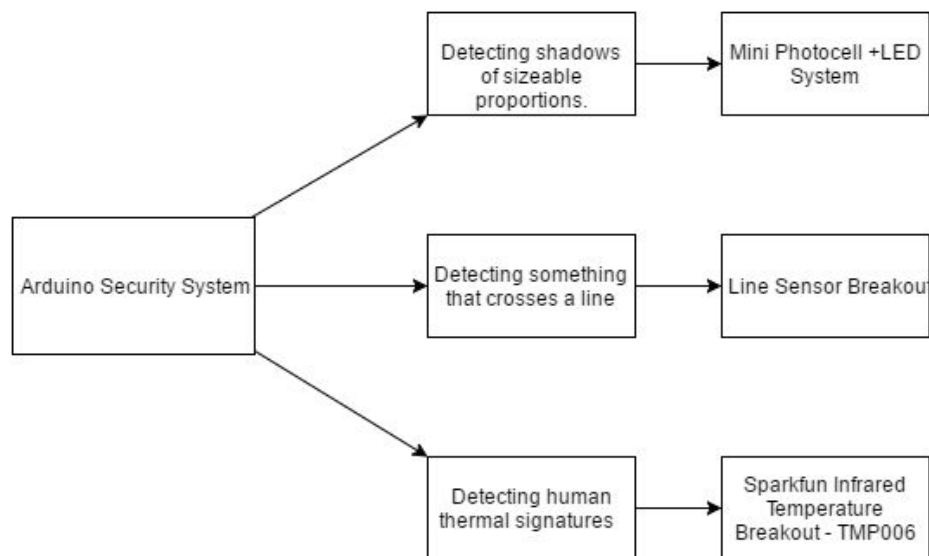 Detecting shadows
of sizeable
proportions.
Mini Photocell +LED
System
Arduino Security System
Detecting something
that crosses a line
Line Sensor Breakout
Detecting human
thermal signatures
Sparkfun Infrared
Temperature
Breakout - TMP006